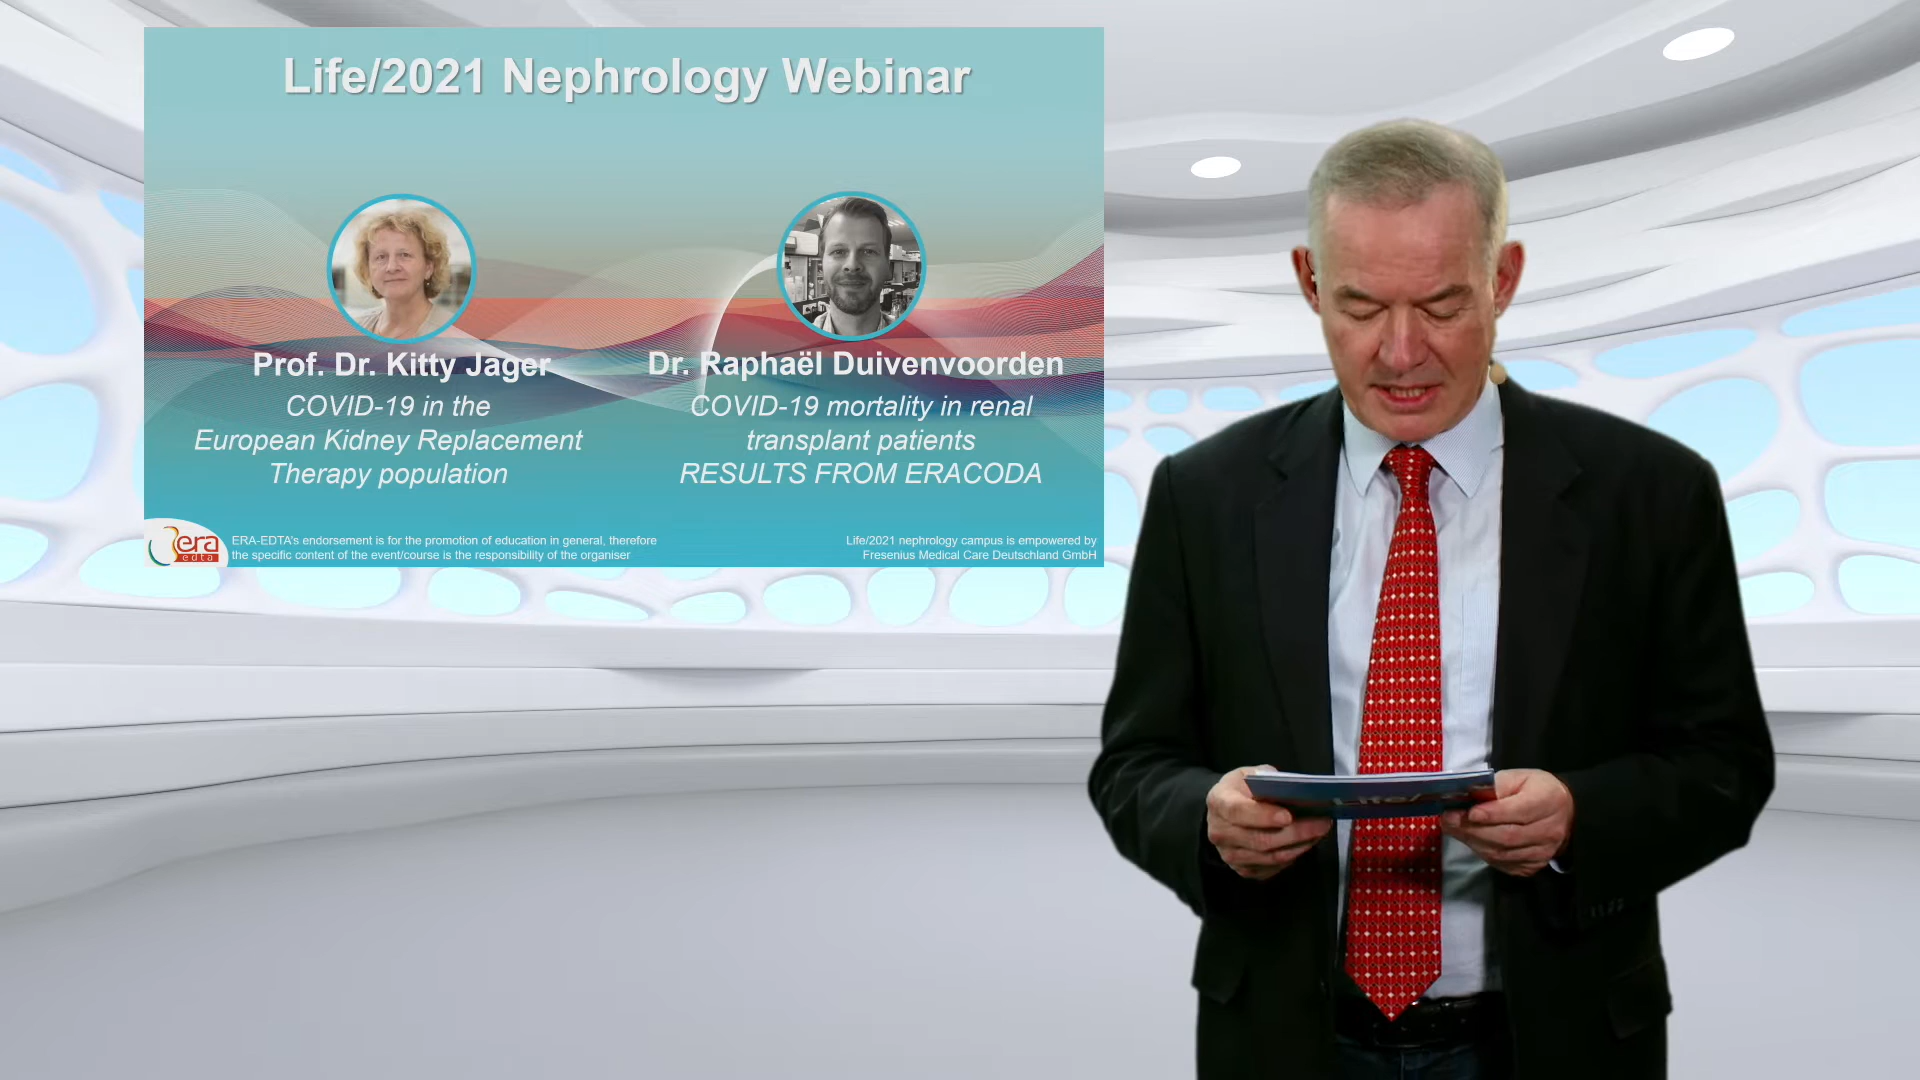 Life/2021 Nephrology Webinar
Prof. Dr. Kitty Jager
COVID-19 in the
European Kidney Replacement
Therapy population
Dr. Raphaël Duivenvoorden
COVID-19 mortality in renal
transplant patients
RESULTS FROM ERACODA
era
edta
ERA-EDTA's endorsement is for the promotion of education in general, therefore
the specific content of the event/course is the responsibility of the organiser
Life/2021 nephrology campus is empowered by
Fresenius Medical Care Deutschland GmbH
Life/